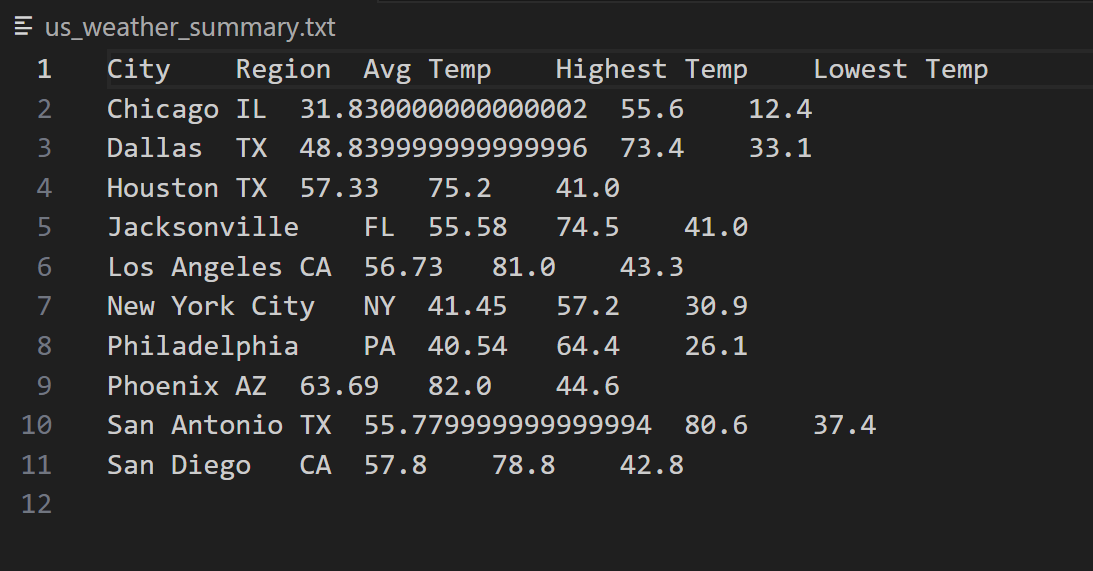 us_weather_summary.txt
1 City Region Avg Temp Highest Temp Lowest Temp
2 Chicago IL 31.830000000000002 55.6 12.4
3 Dallas TX 48.839999999999996 73.4 33.1
4 Houston TX 57.33 75.2 41.0
5 Jacksonville FL 55.58 74.5 41.0
6 Los Angeles CA 56.73 81.0 43.3
7 New York City NY 41.45 57.2 30.9
8 Philadelphia PA 40.54 64.4 26.1
9 Phoenix AZ 63.69 82.0 44.6
10 San Antonio TX 55.779999999999994 80.6 37.4
11 San Diego CA 57.8 78.8 42.8
12